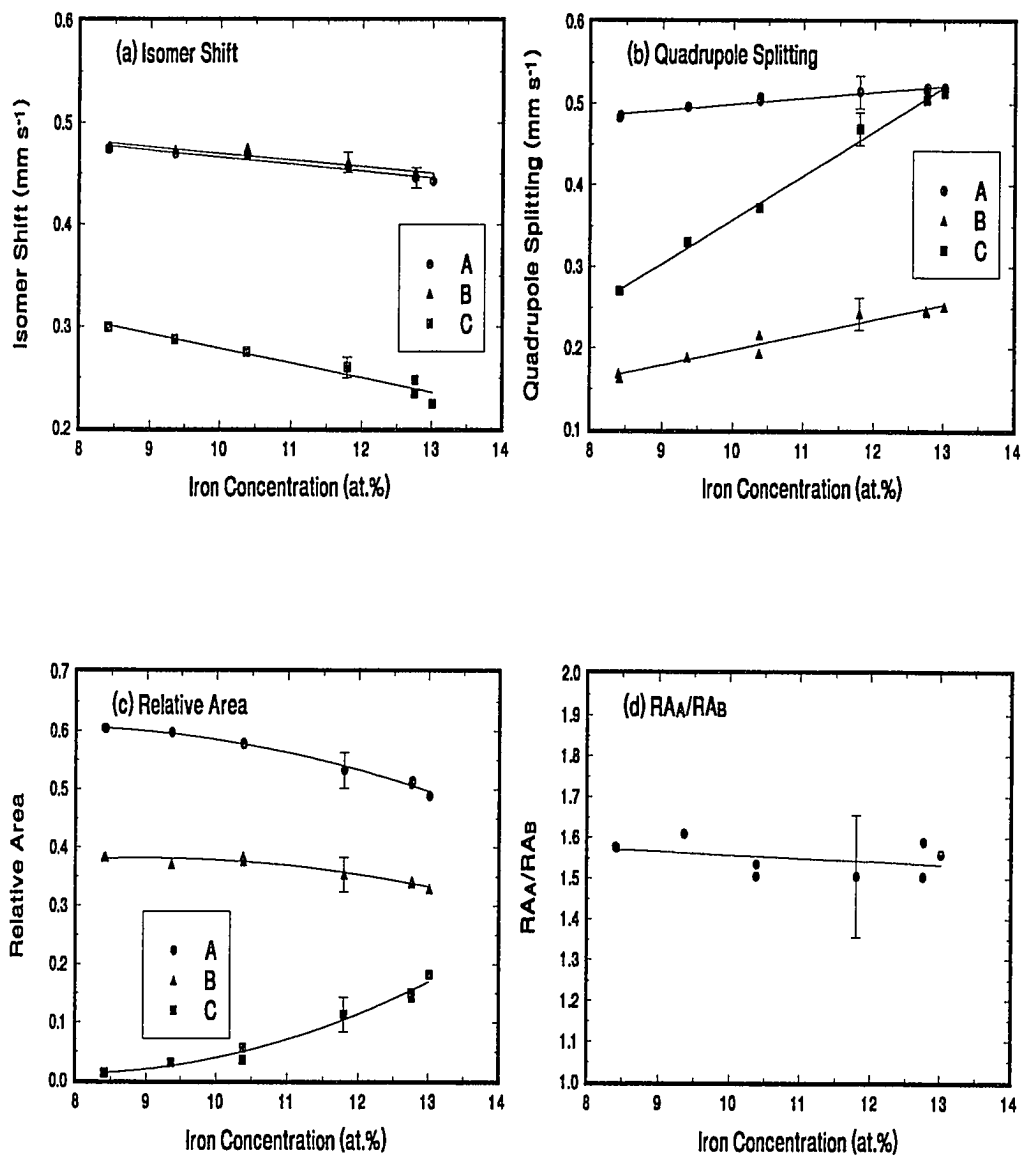 0.6
0.5
0.4
0.3
0.2
Isomer Shift (mm s⁻¹)
(a) Isomer Shift
A
B
C
8 9 10 11 12 13 14
Iron Concentration (at.%)
0.6
0.5
0.4
0.3
0.2
0.1
Quadrupole Splitting (mm s⁻¹)
(b) Quadrupole Splitting
A
B
C
8 9 10 11 12 13 14
Iron Concentration (at.%)
0.7
0.6
0.5
0.4
0.3
0.2
0.1
0.0
Relative Area
(c) Relative Area
A
B
C
8 9 10 11 12 13 14
Iron Concentration (at.%)
2.0
1.9
1.8
1.7
1.6
1.5
1.4
1.3
1.2
1.1
1.0
RAA/RAB
(d) RAA/RAB
8 9 10 11 12 13 14
Iron Concentration (at.%)